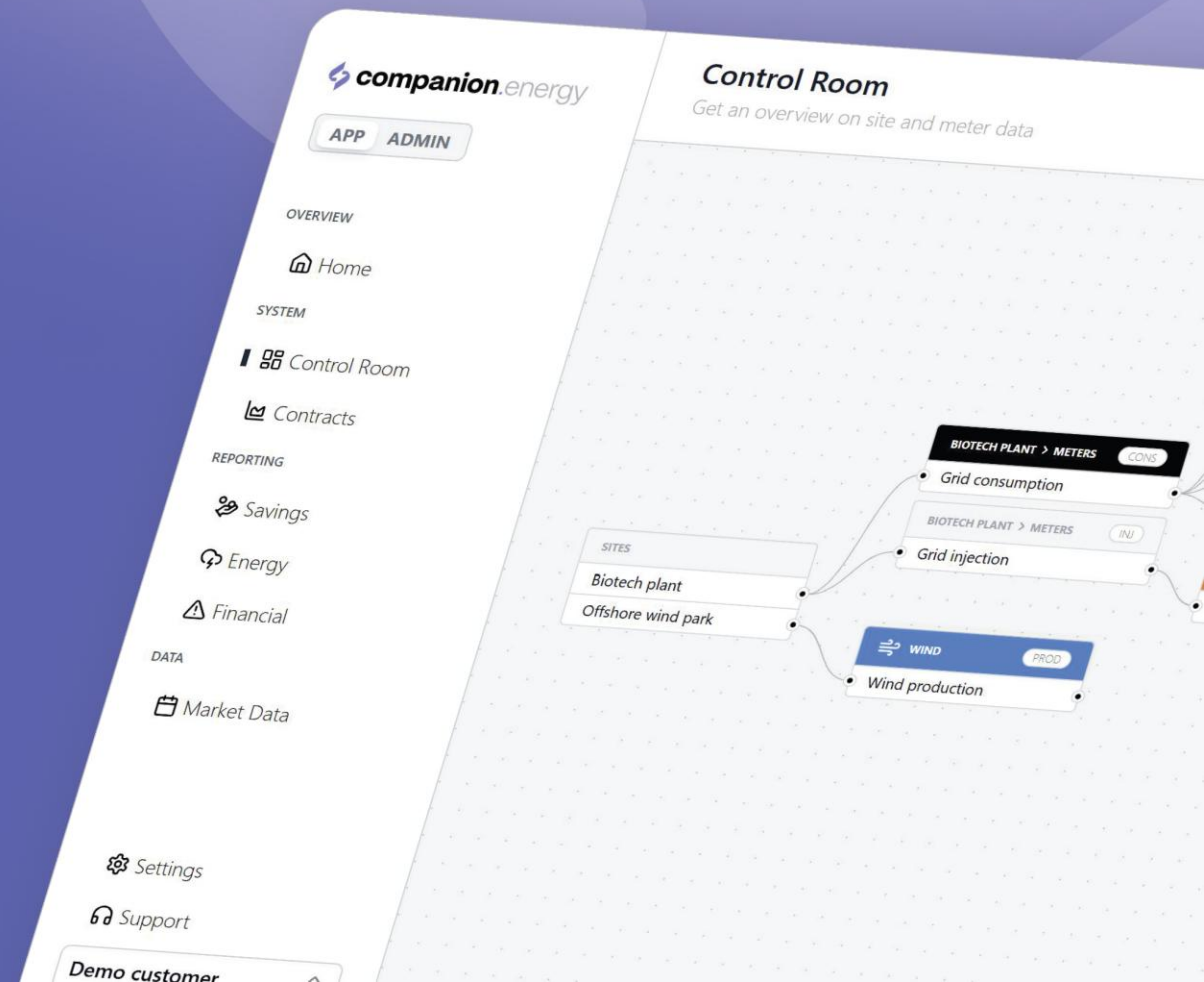 companion.energy
APP ADMIN
OVERVIEW
Home
SYSTEM
Control Room
Contracts
REPORTING
Savings
Energy
Financial
DATA
Market Data
Settings
Support
Demo customer
Control Room
Get an overview on site and meter data
SITES
Biotech plant
Offshore wind park
BIOTECH PLANT > METERS CONS
Grid consumption
BIOTECH PLANT > METERS INJ
Grid injection
WIND PROD
Wind production